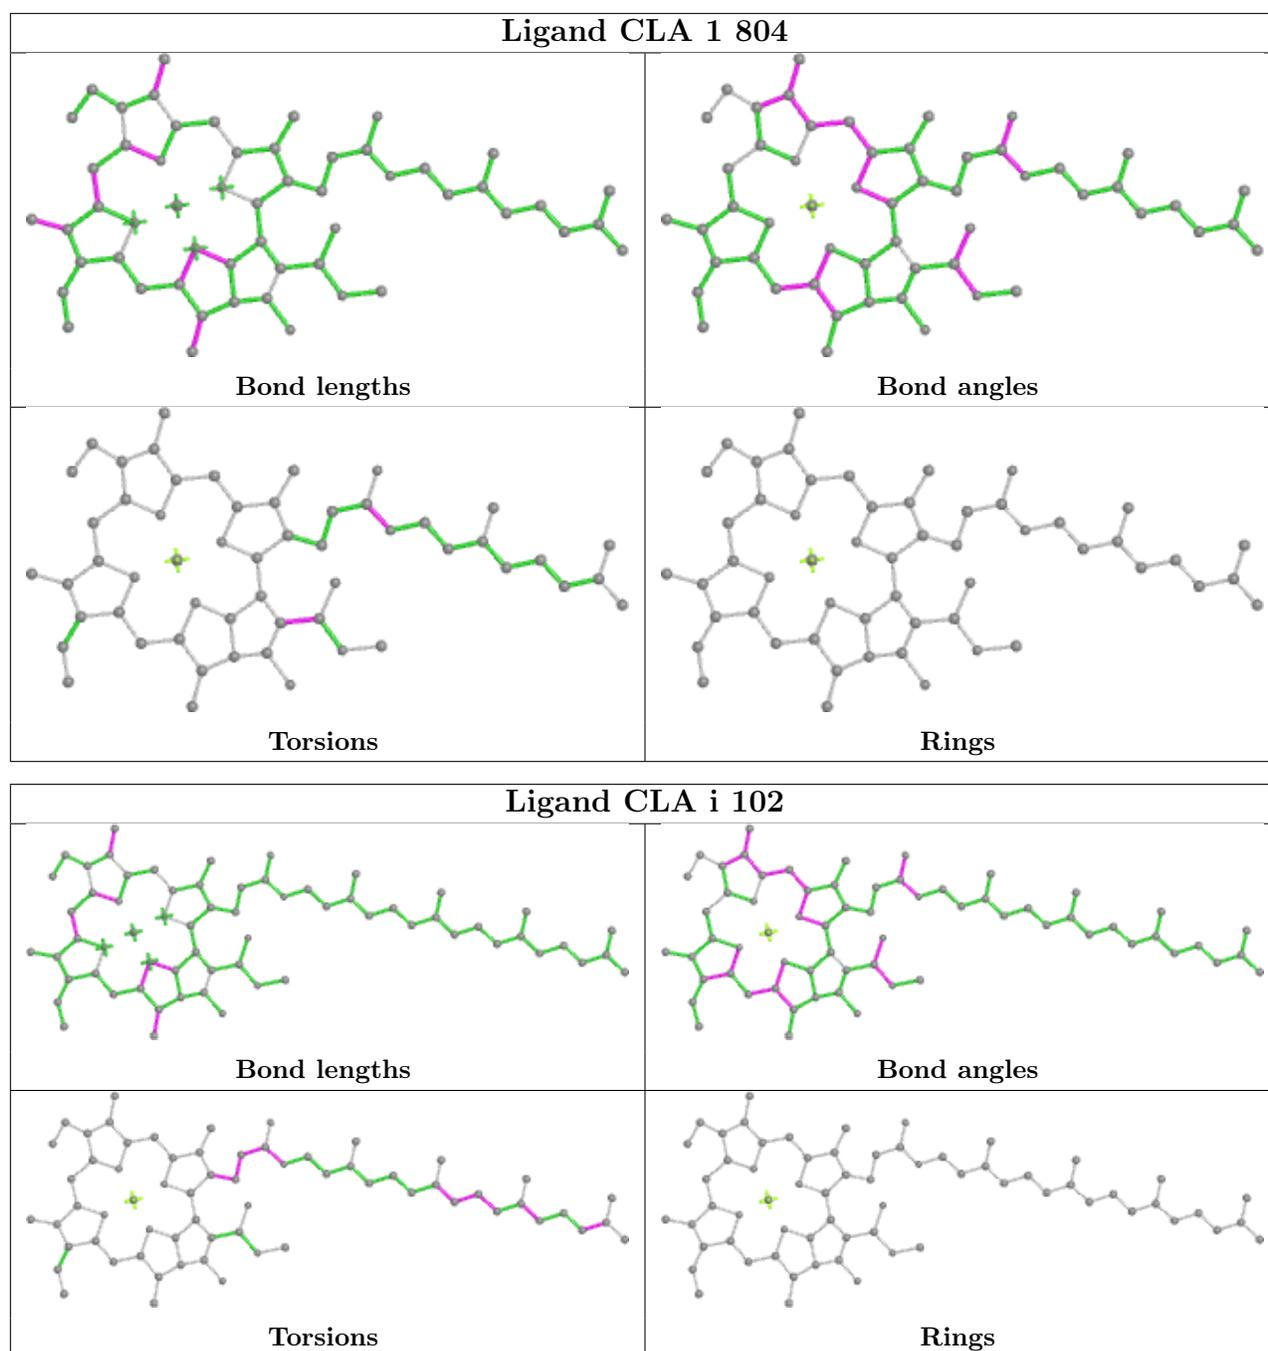 Ligand CLA 1 804
Bond lengths
Bond angles
Torsions
Rings
Ligand CLA i 102
Bond lengths
Bond angles
Torsions
Rings